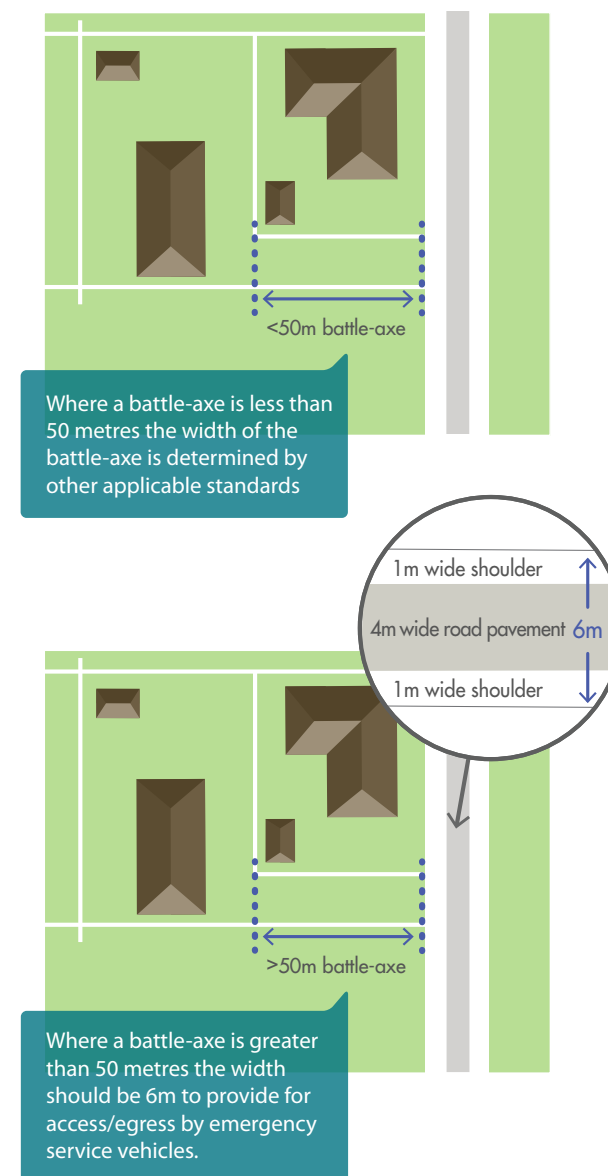 <50m battle-axe
Where a battle-axe is less than
50 metres the width of the
battle-axe is determined by
other applicable standards
1m wide shoulder
4m wide road pavement 6m
1m wide shoulder
>50m battle-axe
Where a battle-axe is greater
than 50 metres the width
should be 6m to provide for
access/egress by emergency
service vehicles.